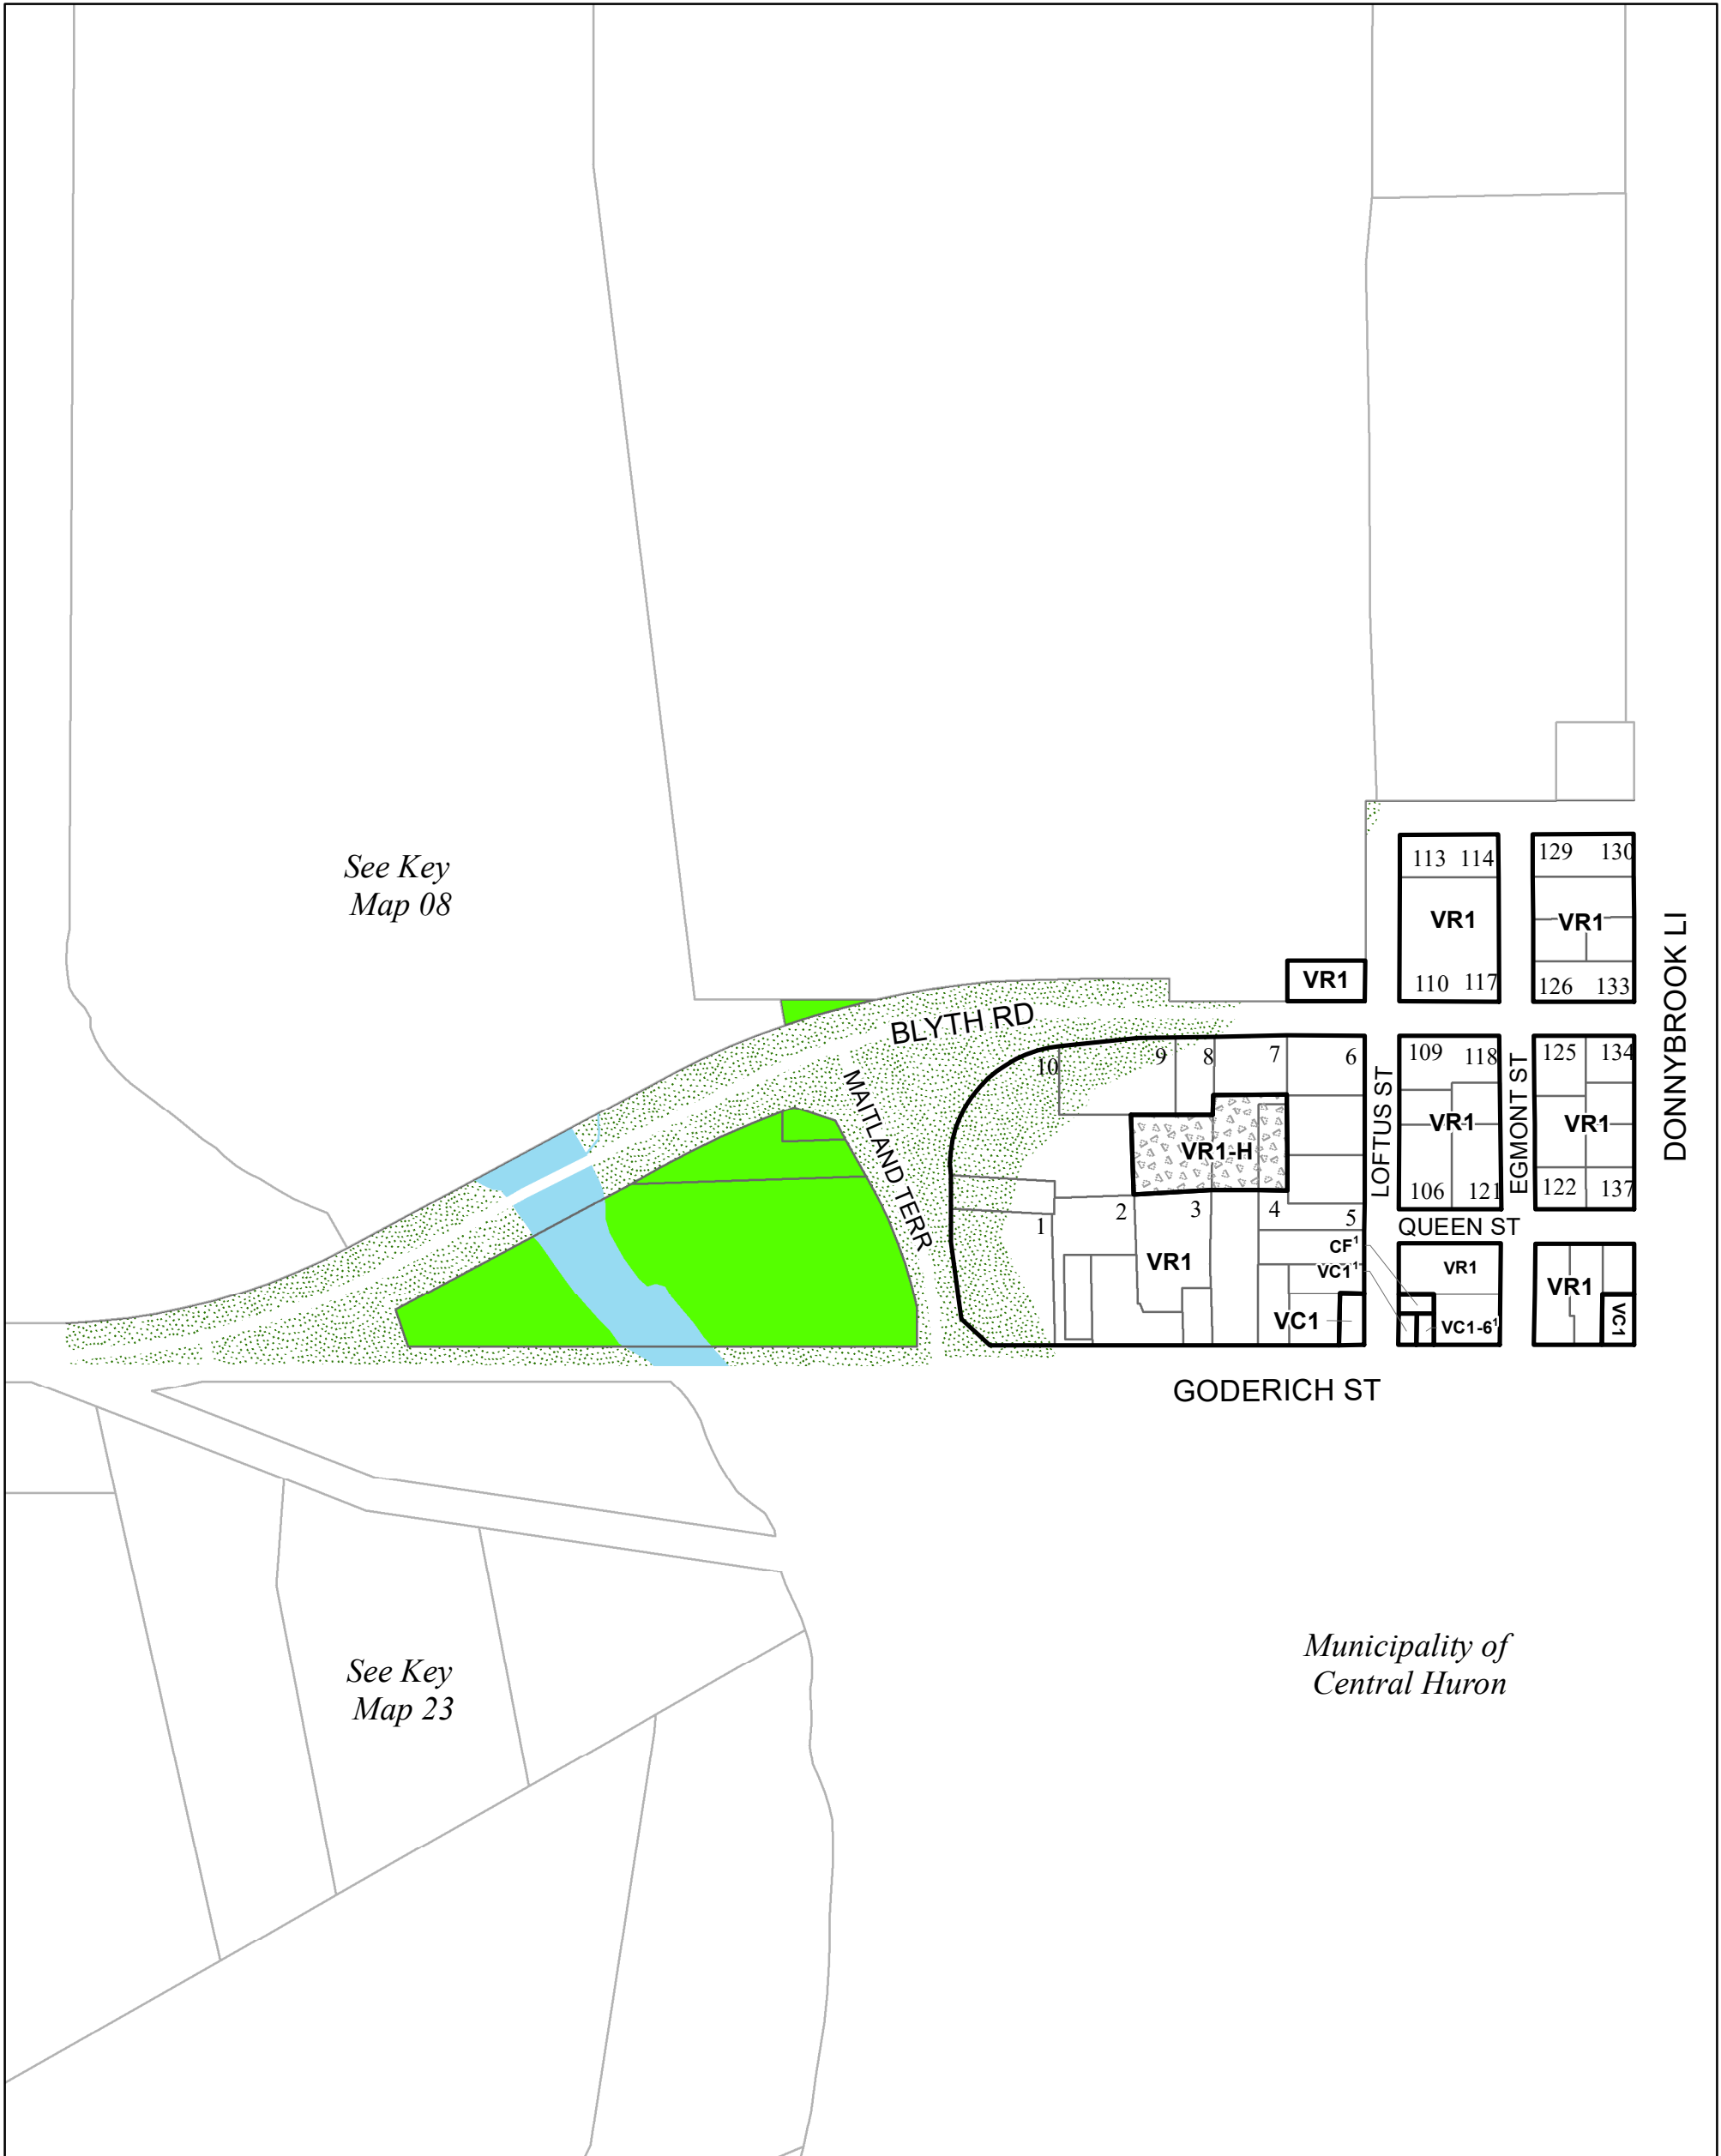 See Key
Map 08
113 114
VR1
110 117
129 130
VR1
126 133
DONNYBROOK LI
VR1
BLYTH RD
MAITLAND TERR
10 9 8 7 6
VR1-H
1 2 3 4 5
VR1
LOFTUS ST
109 118
VR1
106 121
EGMONT ST
125 134
VR1
122 137
QUEEN ST
CF¹
VC1¹
VC1
VR1
VC1-6¹
VR1
VC1
GODERICH ST
See Key
Map 23
Municipality of
Central Huron